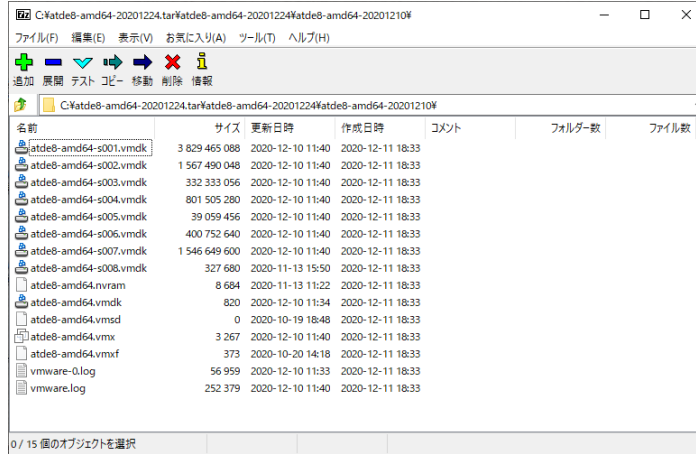 C:¥atde8-amd64-20201224.tar¥atde8-amd64-20201224¥atde8-amd64-20201210¥
ファイル(F) 編集(E) 表示(V) お気に入り(A) ツール(T) ヘルプ(H)
追加 展開 テスト コピー 移動 削除 情報
C:¥atde8-amd64-20201224.tar¥atde8-amd64-20201224¥atde8-amd64-20201210¥
名前 サイズ 更新日時 作成日時 コメント フォルダー数 ファイル数
atde8-amd64-s001.vmdk 3 829 465 088 2020-12-10 11:40 2020-12-11 18:33
atde8-amd64-s002.vmdk 1 567 490 048 2020-12-10 11:40 2020-12-11 18:33
atde8-amd64-s003.vmdk 332 333 056 2020-12-10 11:40 2020-12-11 18:33
atde8-amd64-s004.vmdk 801 505 280 2020-12-10 11:40 2020-12-11 18:33
atde8-amd64-s005.vmdk 39 059 456 2020-12-10 11:40 2020-12-11 18:33
atde8-amd64-s006.vmdk 400 752 640 2020-12-10 11:40 2020-12-11 18:33
atde8-amd64-s007.vmdk 1 546 649 600 2020-12-10 11:40 2020-12-11 18:33
atde8-amd64-s008.vmdk 327 680 2020-11-13 15:50 2020-12-11 18:33
atde8-amd64.nvram 8 684 2020-11-13 11:22 2020-12-11 18:33
atde8-amd64.vmdk 820 2020-12-10 11:34 2020-12-11 18:33
atde8-amd64.vmsd 0 2020-10-19 18:48 2020-12-11 18:33
atde8-amd64.vmx 3 267 2020-12-10 11:40 2020-12-11 18:33
atde8-amd64.vmxf 373 2020-10-20 14:18 2020-12-11 18:33
vmware-0.log 56 959 2020-12-10 11:33 2020-12-11 18:33
vmware.log 252 379 2020-12-10 11:40 2020-12-11 18:33
0 / 15 個のオブジェクトを選択